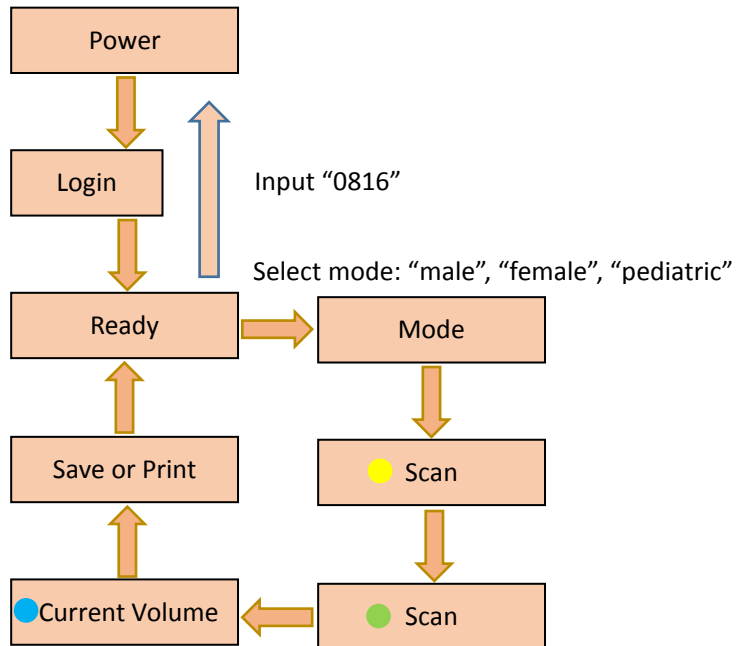 Power
Login
Input “0816”
Select mode: “male”, “female”, “pediatric”
Ready
Mode
Save or Print
Scan
Current Volume
Scan